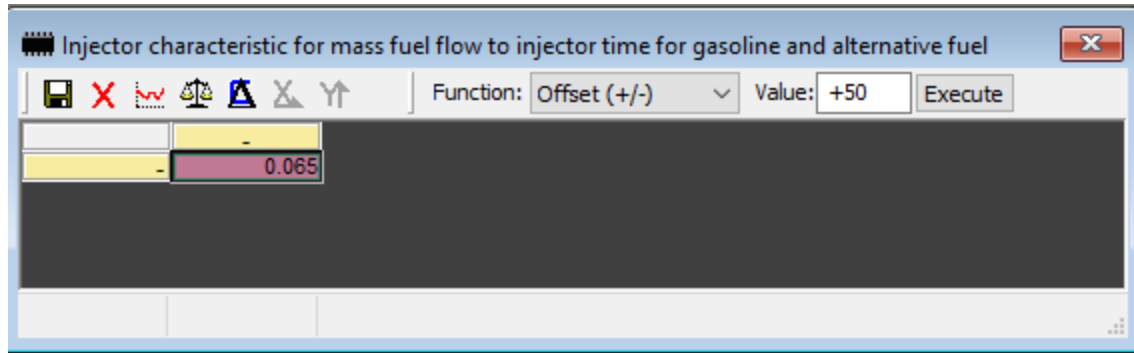 Injector characteristic for mass fuel flow to injector time for gasoline and alternative fuel
Function: Offset (+/-) Value: +50 Execute
-
- 0.065